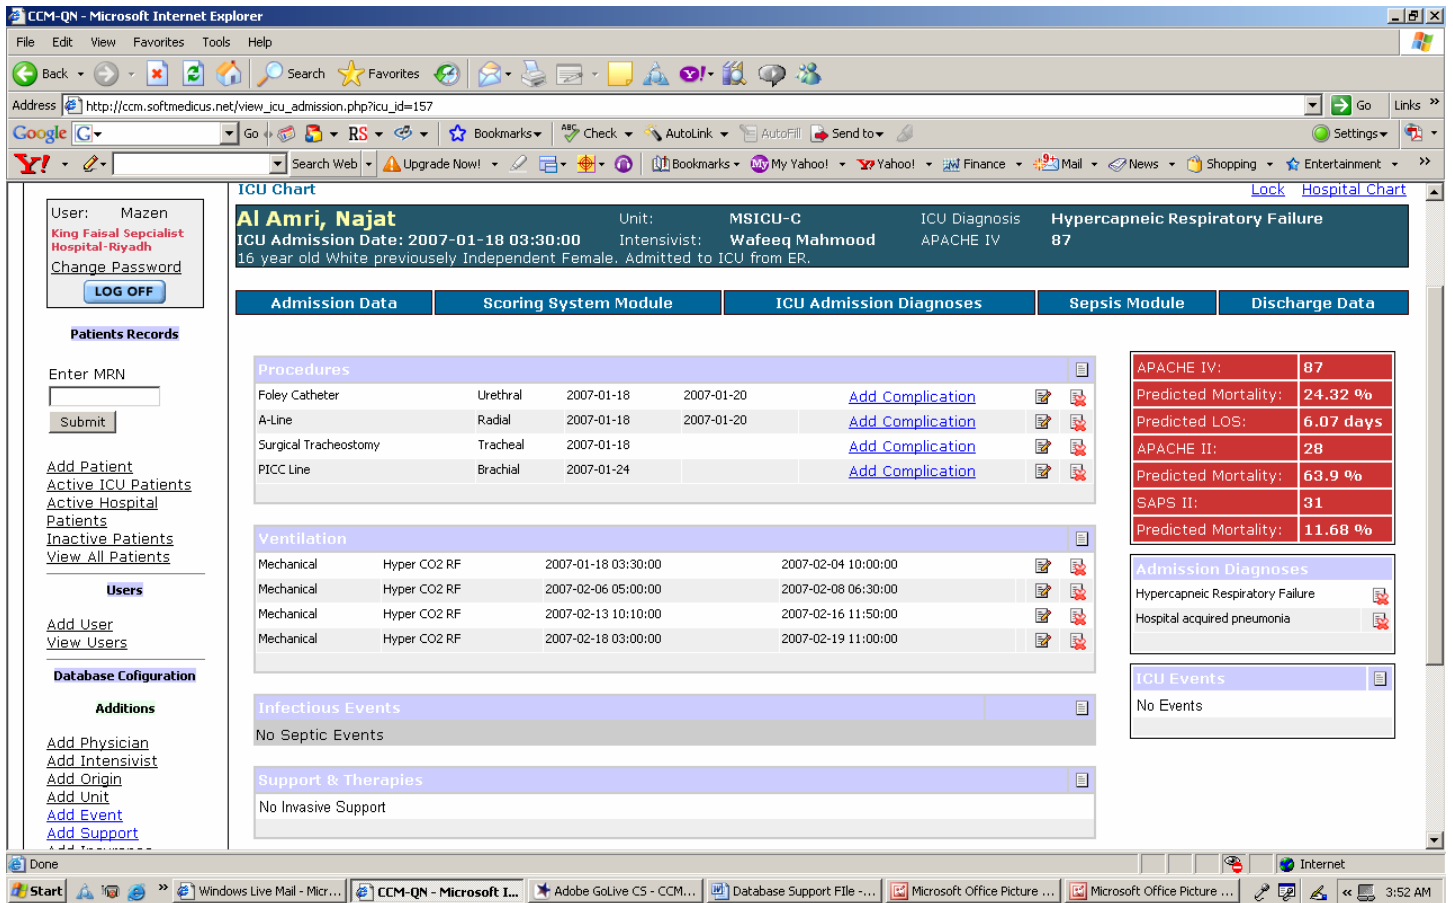 CCM-QN - Microsoft Internet Explorer
File Edit View Favorites Tools Help
Back Search Favorites
Address http://ccm.softmedicus.net/view_icu_admission.php?icu_id=157 Go Links »
Google G Go RS Bookmarks ABC Check AutoLink AutoFill Send to Settings
Y! Search Web Upgrade Now! Bookmarks My Yahoo! Yahoo! Finance Mail News Shopping Entertainment »
ICU Chart Lock Hospital Chart
User: Mazen
King Faisal Sepcialist
Hospital-Riyadh
Change Password
LOG OFF
Patients Records
Enter MRN
Submit
Add Patient
Active ICU Patients
Active Hospital
Patients
Inactive Patients
View All Patients
Users
Add User
View Users
Database Cofiguration
Additions
Add Physician
Add Intensivist
Add Origin
Add Unit
Add Event
Add Support
Al Amri, Najat Unit: MSICU-C ICU Diagnosis Hypercapneic Respiratory Failure
ICU Admission Date: 2007-01-18 03:30:00 Intensivist: Wafeeq Mahmood APACHE IV 87
16 year old White previousely Independent Female. Admitted to ICU from ER.
Admission Data Scoring System Module ICU Admission Diagnoses Sepsis Module Discharge Data
Procedures
Foley Catheter Urethral 2007-01-18 2007-01-20 Add Complication
A-Line Radial 2007-01-18 2007-01-20 Add Complication
Surgical Tracheostomy Tracheal 2007-01-18 Add Complication
PICC Line Brachial 2007-01-24 Add Complication
Ventilation
Mechanical Hyper CO2 RF 2007-01-18 03:30:00 2007-02-04 10:00:00
Mechanical Hyper CO2 RF 2007-02-06 05:00:00 2007-02-08 06:30:00
Mechanical Hyper CO2 RF 2007-02-13 10:10:00 2007-02-16 11:50:00
Mechanical Hyper CO2 RF 2007-02-18 03:00:00 2007-02-19 11:00:00
Infectious Events
No Septic Events
Support & Therapies
No Invasive Support
APACHE IV: 87
Predicted Mortality: 24.32 %
Predicted LOS: 6.07 days
APACHE II: 28
Predicted Mortality: 63.9 %
SAPS II: 31
Predicted Mortality: 11.68 %
Admission Diagnoses
Hypercapneic Respiratory Failure
Hospital acquired pneumonia
ICU Events
No Events
Done Internet
Start » Windows Live Mail - Micr... CCM-QN - Microsoft I... Adobe GoLive CS - CCM... Database Support FIle -... Microsoft Office Picture ... Microsoft Office Picture ... « 3:52 AM